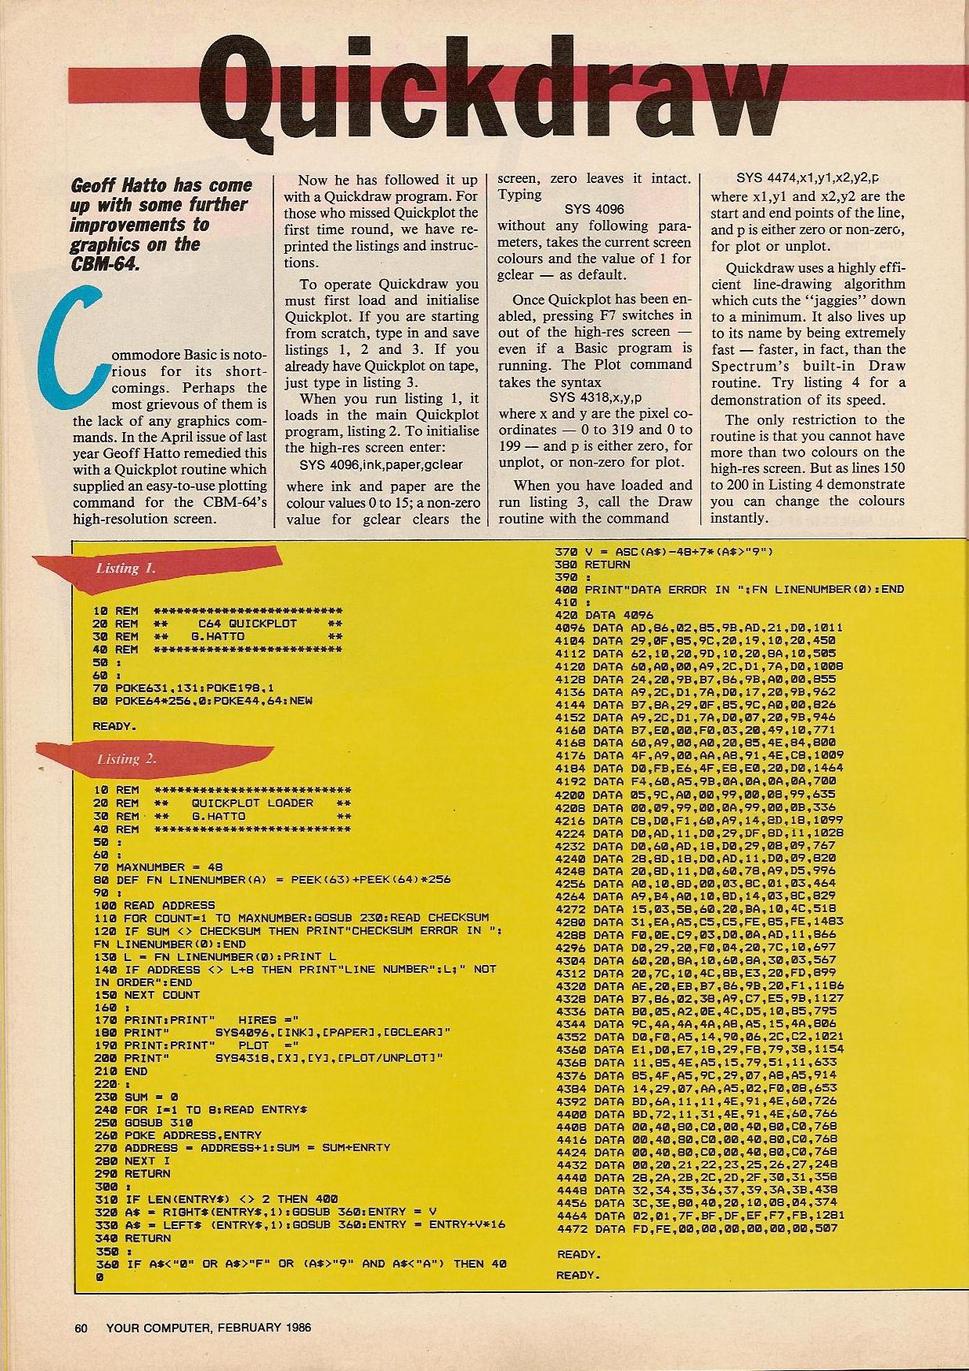 Quickdraw
Geoff Hatto has come
up with some further
improvements to
graphics on the
CBM-64.
Commodore Basic is noto-
rious for its short-
comings. Perhaps the
most grievous of them is
the lack of any graphics com-
mands. In the April issue of last
year Geoff Hatto remedied this
with a Quickplot routine which
supplied an easy-to-use plotting
command for the CBM-64's
high-resolution screen.
Now he has followed it up
with a Quickdraw program. For
those who missed Quickplot the
first time round, we have re-
printed the listings and instruc-
tions.
To operate Quickdraw you
must first load and initialise
Quickplot. If you are starting
from scratch, type in and save
listings 1, 2 and 3. If you
already have Quickplot on tape,
just type in listing 3.
When you run listing 1, it
loads in the main Quickplot
program, listing 2. To initialise
the high-res screen enter:
SYS 4096,ink,paper,gclear
where ink and paper are the
colour values 0 to 15; a non-zero
value for gclear clears the
screen, zero leaves it intact.
Typing
SYS 4096
without any following para-
meters, takes the current screen
colours and the value of 1 for
gclear — as default.
Once Quickplot has been en-
abled, pressing F7 switches in
out of the high-res screen —
even if a Basic program is
running. The Plot command
takes the syntax
SYS 4318,x,y,p
where x and y are the pixel co-
ordinates — 0 to 319 and 0 to
199 — and p is either zero, for
unplot, or non-zero for plot.
When you have loaded and
run listing 3, call the Draw
routine with the command
SYS 4474,x1,y1,x2,y2,p
where x1,y1 and x2,y2 are the
start and end points of the line,
and p is either zero or non-zero,
for plot or unplot.
Quickdraw uses a highly effi-
cient line-drawing algorithm
which cuts the “jaggies” down
to a minimum. It also lives up
to its name by being extremely
fast — faster, in fact, than the
Spectrum's built-in Draw
routine. Try listing 4 for a
demonstration of its speed.
The only restriction to the
routine is that you cannot have
more than two colours on the
high-res screen. But as lines 150
to 200 in Listing 4 demonstrate
you can change the colours
instantly.
Listing 1.
10 REM ************************
20 REM ** C64 QUICKPLOT **
30 REM ** G.HATTO **
40 REM ************************
50 :
60 :
70 POKE631,131:POKE198,1
80 POKE64*256,0:POKE44,64:NEW
READY.
Listing 2.
10 REM *************************
20 REM ** QUICKPLOT LOADER **
30 REM ** G.HATTO **
40 REM *************************
50 :
60 :
70 MAXNUMBER = 48
80 DEF FN LINENUMBER(A) = PEEK(63)+PEEK(64)*256
90 :
100 READ ADDRESS
110 FOR COUNT=1 TO MAXNUMBER:GOSUB 230:READ CHECKSUM
120 IF SUM <> CHECKSUM THEN PRINT"CHECKSUM ERROR IN ";
FN LINENUMBER(0):END
130 L = FN LINENUMBER(0):PRINT L
140 IF ADDRESS <> L+8 THEN PRINT"LINE NUMBER";L;" NOT
IN ORDER":END
150 NEXT COUNT
160 :
170 PRINT:PRINT" HIRES ="
180 PRINT" SYS4096,[INK],[PAPER],[GCLEAR]"
190 PRINT:PRINT" PLOT ="
200 PRINT" SYS4318,[X],[Y],[PLOT/UNPLOT]"
210 END
220 :
230 SUM = 0
240 FOR I=1 TO 8:READ ENTRY$
250 GOSUB 310
260 POKE ADDRESS,ENTRY
270 ADDRESS = ADDRESS+1:SUM = SUM+ENRTY
280 NEXT I
290 RETURN
300 :
310 IF LEN(ENTRY$) <> 2 THEN 400
320 A$ = RIGHT$(ENTRY$,1):GOSUB 360:ENTRY = V
330 A$ = LEFT$ (ENTRY$,1):GOSUB 360:ENTRY = ENTRY+V*16
340 RETURN
350 :
360 IF A$<"0" OR A$>"F" OR (A$>"9" AND A$<"A") THEN 40
0
370 V = ASC(A$)-48+7*(A$>"9")
380 RETURN
390 :
400 PRINT"DATA ERROR IN ";FN LINENUMBER(0):END
410 :
420 DATA 4096
4096 DATA AD,86,02,85,9B,AD,21,D0,1011
4104 DATA 29,0F,85,9C,20,19,10,20,450
4112 DATA 62,10,20,9D,10,20,8A,10,505
4120 DATA 60,A0,00,A9,2C,D1,7A,D0,1008
4128 DATA 24,20,9B,B7,86,9B,A0,00,855
4136 DATA A9,2C,D1,7A,D0,17,20,9B,962
4144 DATA B7,8A,29,0F,85,9C,A0,00,826
4152 DATA A9,2C,D1,7A,D0,07,20,9B,946
4160 DATA B7,E0,00,F0,03,20,49,10,771
4168 DATA 60,A9,00,A0,20,85,4E,84,800
4176 DATA 4F,A9,00,AA,A8,91,4E,C8,1009
4184 DATA D0,FB,E6,4F,E8,E0,20,D0,1464
4192 DATA F4,60,A5,9B,0A,0A,0A,0A,700
4200 DATA 05,9C,A0,00,99,00,08,99,635
4208 DATA 00,09,99,00,0A,99,00,0B,336
4216 DATA C8,D0,F1,60,A9,14,8D,18,1099
4224 DATA D0,AD,11,D0,29,DF,8D,11,1028
4232 DATA D0,60,AD,18,D0,29,08,09,767
4240 DATA 28,8D,18,D0,AD,11,D0,09,820
4248 DATA 20,8D,11,D0,60,78,A9,D5,996
4256 DATA A0,10,8D,00,03,8C,01,03,464
4264 DATA A9,B4,A0,10,8D,14,03,8C,829
4272 DATA 15,03,58,60,20,BA,10,4C,518
4280 DATA 31,EA,A5,C5,C5,FE,85,FE,1483
4288 DATA F0,0E,C9,03,D0,0A,AD,11,866
4296 DATA D0,29,20,F0,04,20,7C,10,697
4304 DATA 60,20,8A,10,60,8A,30,03,567
4312 DATA 20,7C,10,4C,8B,E3,20,FD,899
4320 DATA AE,20,EB,B7,86,9B,20,F1,1186
4328 DATA B7,86,02,38,A9,C7,E5,9B,1127
4336 DATA B0,05,A2,0E,4C,D5,10,85,795
4344 DATA 9C,4A,4A,4A,A8,A5,15,4A,806
4352 DATA D0,F0,A5,14,90,06,2C,C2,1021
4360 DATA E1,D0,E7,18,29,F8,79,38,1154
4368 DATA 11,85,4E,A5,15,79,51,11,633
4376 DATA 85,4F,A5,9C,29,07,A8,A5,914
4384 DATA 14,29,07,AA,A5,02,F0,08,653
4392 DATA BD,6A,11,11,4E,91,4E,60,726
4400 DATA BD,72,11,31,4E,91,4E,60,766
4408 DATA 00,40,80,C0,00,40,80,C0,768
4416 DATA 00,40,80,C0,00,40,80,C0,768
4424 DATA 00,40,80,C0,00,40,80,C0,768
4432 DATA 00,20,21,22,23,25,26,27,248
4440 DATA 28,2A,2B,2C,2D,2F,30,31,358
4448 DATA 32,34,35,36,37,39,3A,3B,438
4456 DATA 3C,3E,80,40,20,10,08,04,374
4464 DATA 02,01,7F,BF,DF,EF,F7,FB,1281
4472 DATA FD,FE,00,00,00,00,00,00,507
READY.
READY.
60 YOUR COMPUTER, FEBRUARY 1986